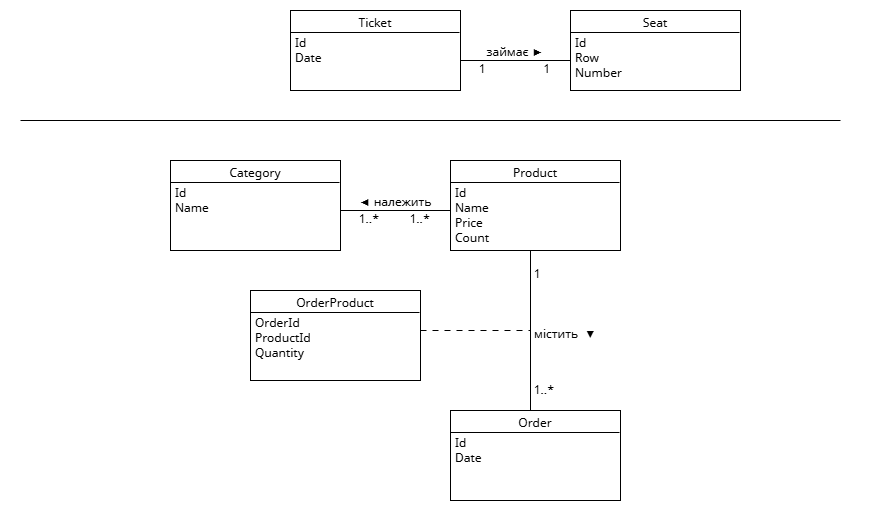 Ticket
Id
Date
займає ►
1 1
Seat
Id
Row
Number
Category
Id
Name
◄ належить
1..* 1..*
Product
Id
Name
Price
Count
1
OrderProduct
OrderId
ProductId
Quantity
містить ▼
1..*
Order
Id
Date